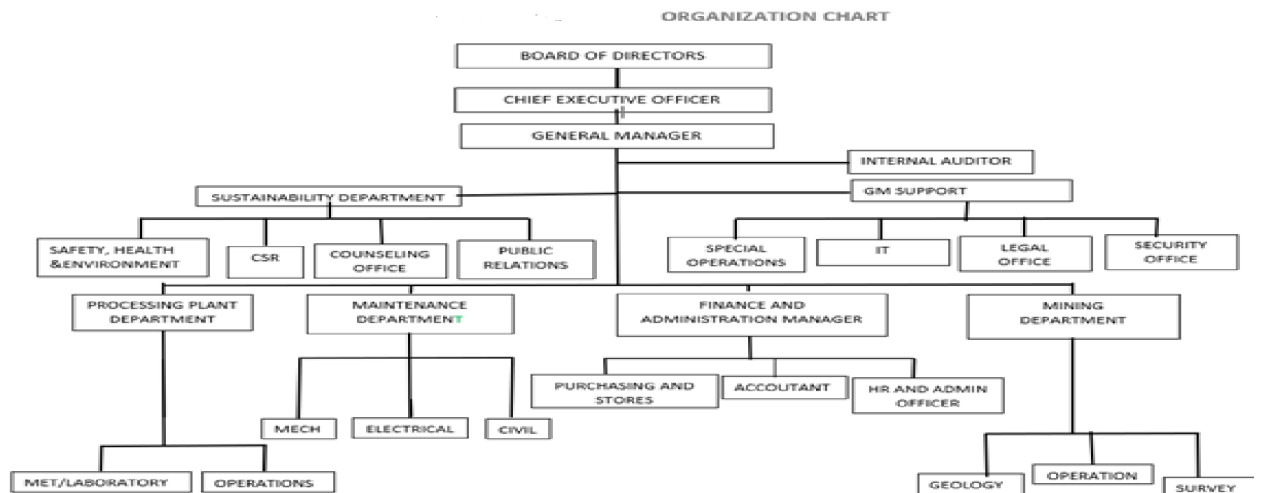 ORGANIZATION CHART
BOARD OF DIRECTORS
CHIEF EXECUTIVE OFFICER
GENERAL MANAGER
INTERNAL AUDITOR
SUSTAINABILITY DEPARTMENT
GM SUPPORT
SAFETY, HEALTH
&ENVIRONMENT
CSR
COUNSELING
OFFICE
PUBLIC
RELATIONS
SPECIAL
OPERATIONS
IT
LEGAL
OFFICE
SECURITY
OFFICE
PROCESSING PLANT
DEPARTMENT
MAINTENANCE
DEPARTMENT
FINANCE AND
ADMINISTRATION MANAGER
MINING
DEPARTMENT
PURCHASING AND
STORES
ACCOUTANT
HR AND ADMIN
OFFICER
MECH
ELECTRICAL
CIVIL
MET/LABORATORY
OPERATIONS
GEOLOGY
OPERATION
SURVEY